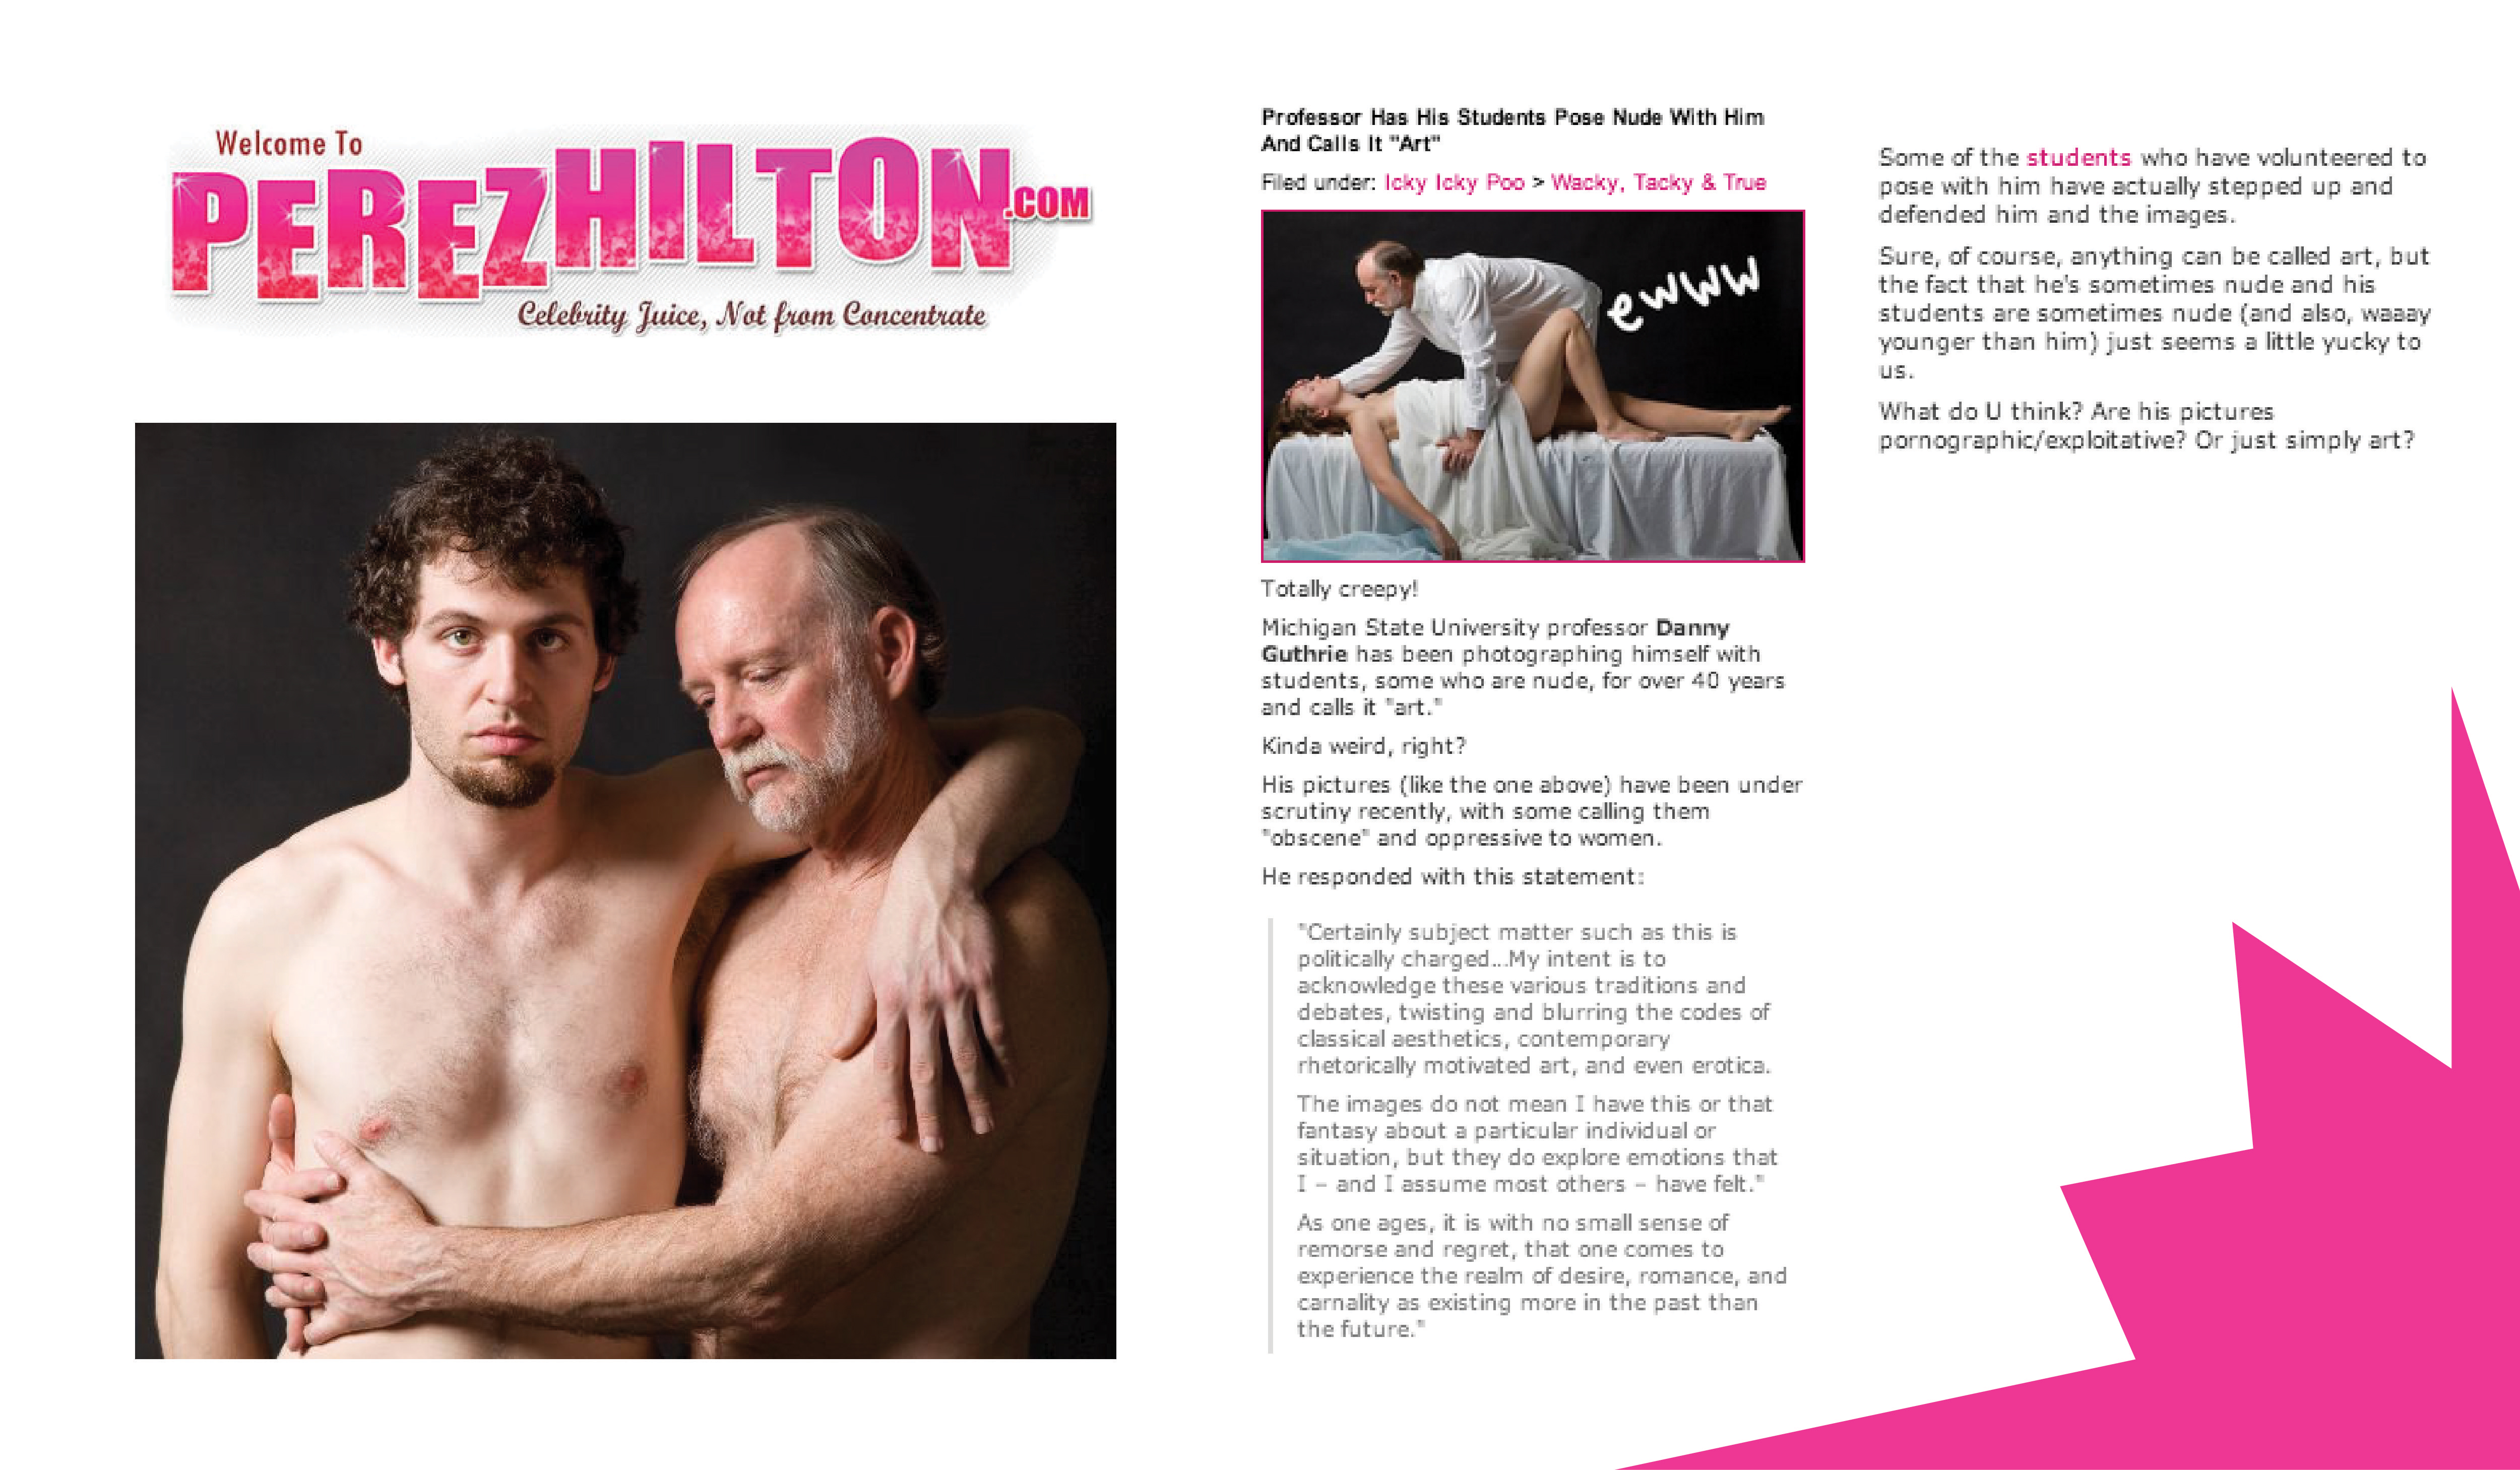 Welcome To
PEREZHILTON.COM
Celebrity Juice, Not from Concentrate
Professor Has His Students Pose Nude With Him
And Calls It "Art"
Filed under: Icky Icky Poo > Wacky, Tacky & True
ewww
Totally creepy!
Michigan State University professor Danny
Guthrie has been photographing himself with
students, some who are nude, for over 40 years
and calls it "art."
Kinda weird, right?
His pictures (like the one above) have been under
scrutiny recently, with some calling them
"obscene" and oppressive to women.
He responded with this statement:
"Certainly subject matter such as this is
politically charged...My intent is to
acknowledge these various traditions and
debates, twisting and blurring the codes of
classical aesthetics, contemporary
rhetorically motivated art, and even erotica.
The images do not mean I have this or that
fantasy about a particular individual or
situation, but they do explore emotions that
I – and I assume most others – have felt."
As one ages, it is with no small sense of
remorse and regret, that one comes to
experience the realm of desire, romance, and
carnality as existing more in the past than
the future."
Some of the students who have volunteered to
pose with him have actually stepped up and
defended him and the images.
Sure, of course, anything can be called art, but
the fact that he's sometimes nude and his
students are sometimes nude (and also, waaay
younger than him) just seems a little yucky to
us.
What do U think? Are his pictures
pornographic/exploitative? Or just simply art?